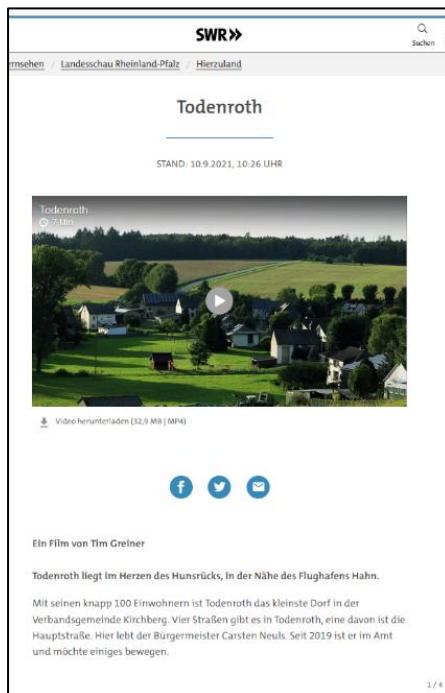 SWR»
Suchen
rnsehen / Landesschau Rheinland-Pfalz / Hierzuland
Todenroth
STAND: 10.9.2021, 10:26 UHR
Todenroth
7 Min
Video herunterladen (32,9 MB | MP4)
Ein Film von Tim Greiner
Todenroth liegt im Herzen des Hunsrücks, in der Nähe des Flughafens Hahn.
Mit seinen knapp 100 Einwohnern ist Todenroth das kleinste Dorf in der
Verbandsgemeinde Kirchberg. Vier Straßen gibt es in Todenroth, eine davon ist die
Hauptstraße. Hier lebt der Bürgermeister Carsten Neuls. Seit 2019 ist er im Amt
und möchte einiges bewegen.
1 / 4